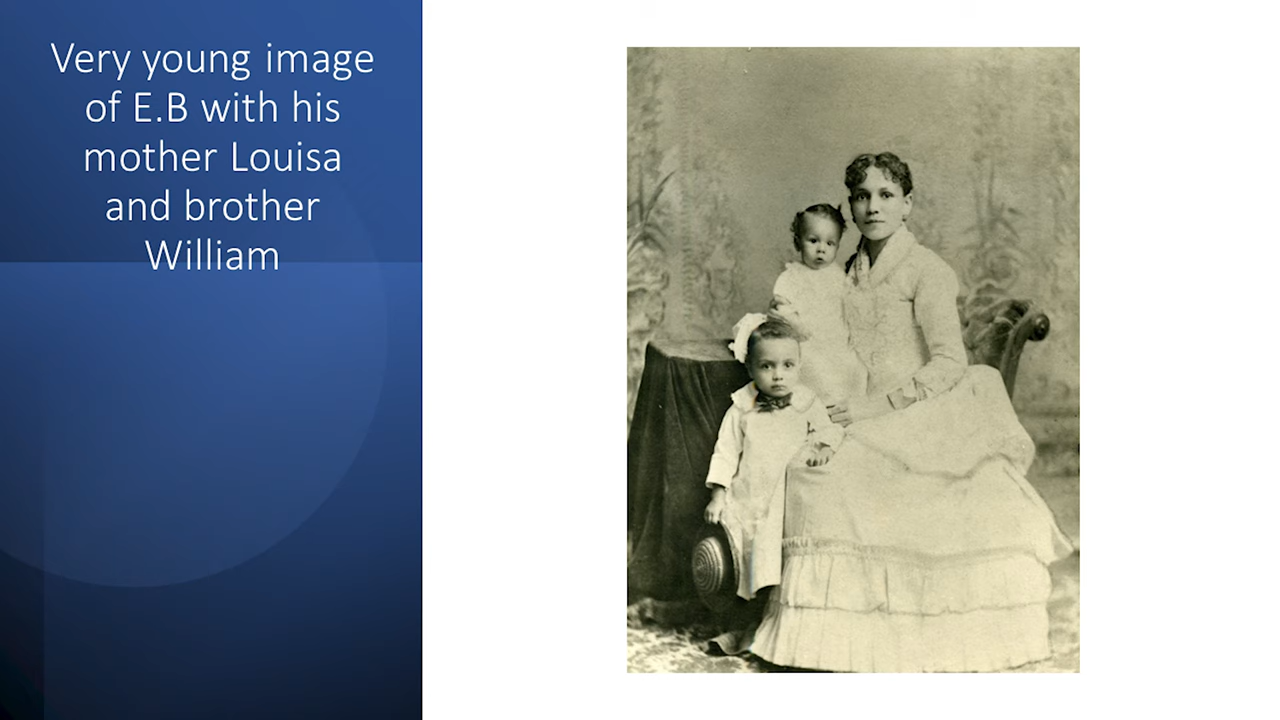 Very young image
of E.B with his
mother Louisa
and brother
William